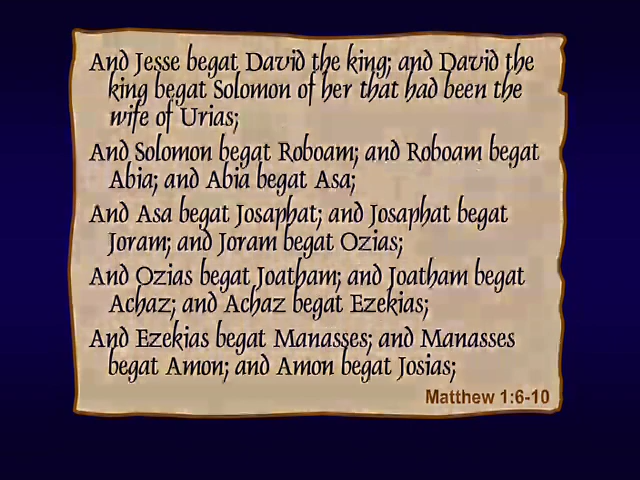 And Jesse begat David the king; and David the
king begat Solomon of her that had been the
wife of Urias;
And Solomon begat Roboam; and Roboam begat
Abia; and Abia begat Asa;
And Asa begat Josaphat; and Josaphat begat
Joram; and Joram begat Ozias;
And Ozias begat Joatham; and Joatham begat
Achaz; and Achaz begat Ezekias;
And Ezekias begat Manasses; and Manasses
begat Amon; and Amon begat Josias;
Matthew 1:6-10